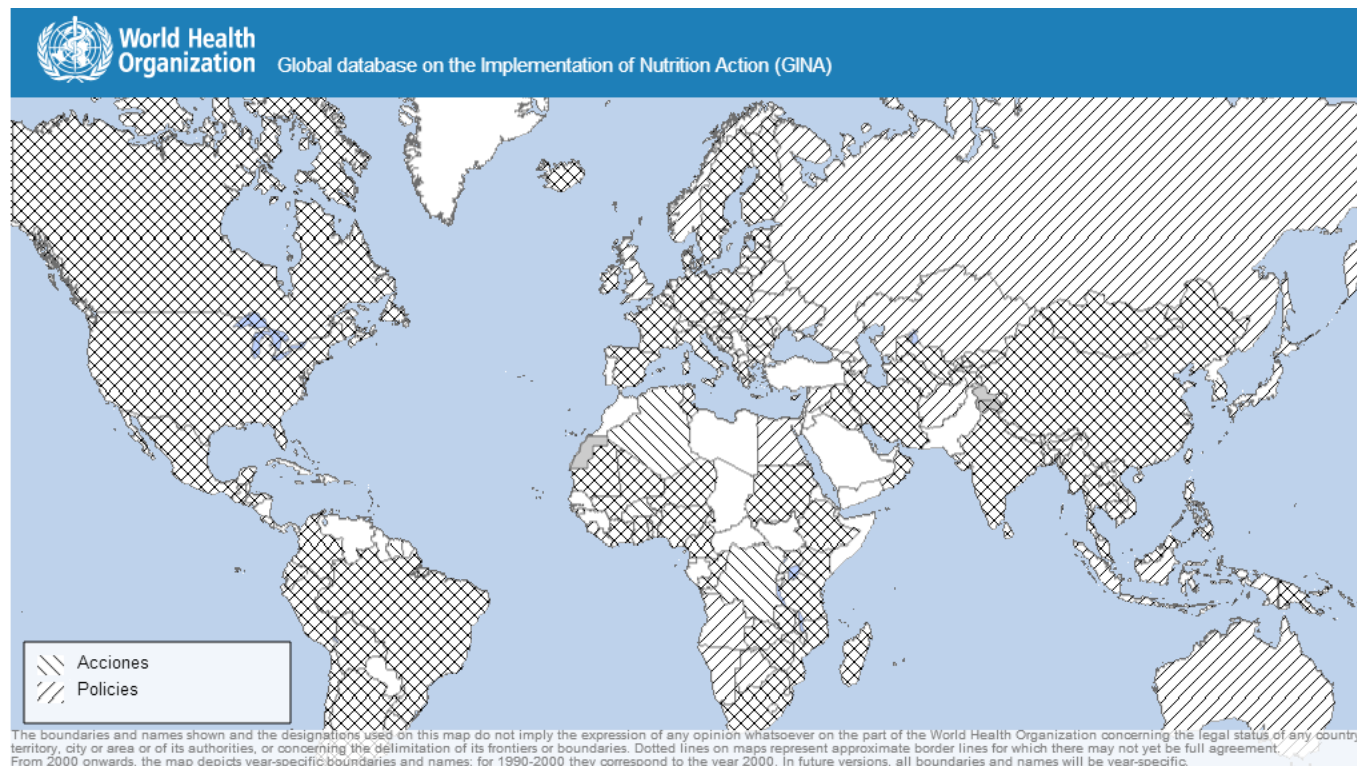 World Health
Organization
Global database on the Implementation of Nutrition Action (GINA)
Acciones
Policies
The boundaries and names shown and the designations used on this map do not imply the expression of any opinion whatsoever on the part of the World Health Organization concerning the legal status of any country,
territory, city or area or of its authorities, or concerning the delimitation of its frontiers or boundaries. Dotted lines on maps represent approximate border lines for which there may not yet be full agreement.
From 2000 onwards, the map depicts year-specific boundaries and names; for 1990-2000 they correspond to the year 2000. In future versions, all boundaries and names will be year-specific.